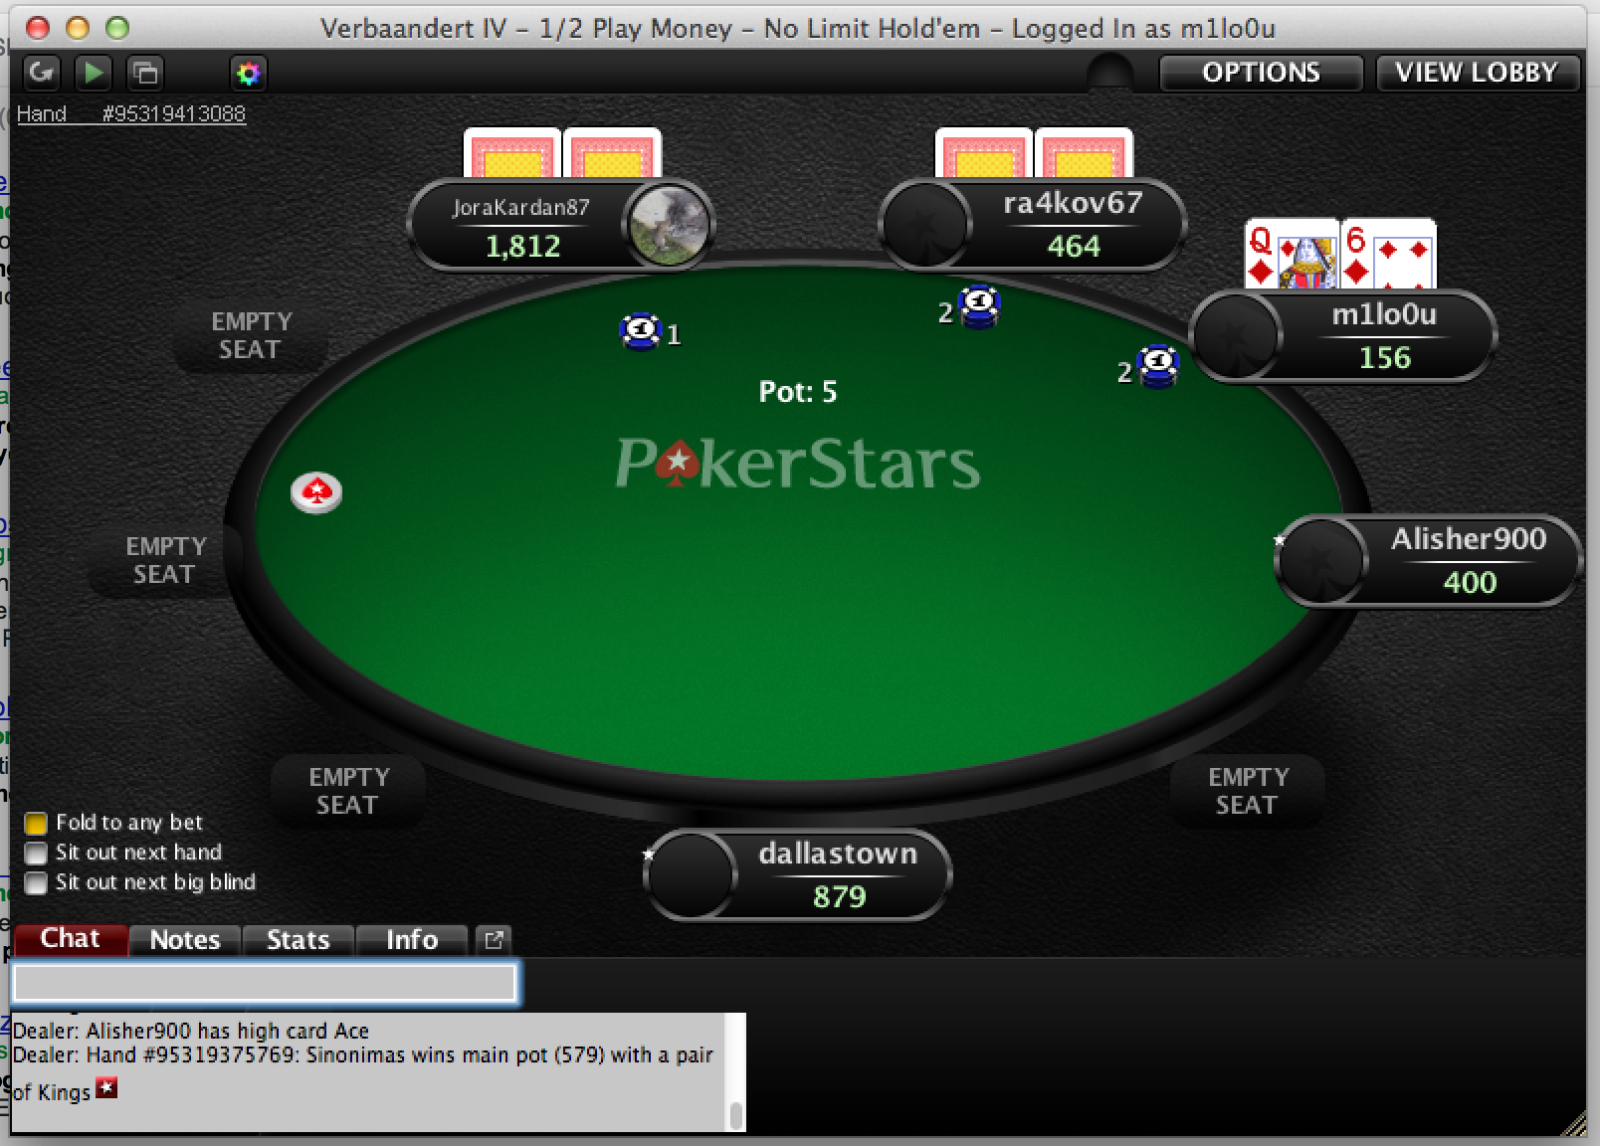 Verbaandert IV - 1/2 Play Money - No Limit Hold'em - Logged In as m1lo0u
OPTIONS
VIEW LOBBY
Hand #95319413088
JoraKardan87
1,812
ra4kov67
464
Q
6
m1lo0u
156
EMPTY
SEAT
1
2
2
Pot: 5
PokerStars
EMPTY
SEAT
Alisher900
400
EMPTY
SEAT
EMPTY
SEAT
dallastown
879
Fold to any bet
Sit out next hand
Sit out next big blind
Chat
Notes
Stats
Info
Dealer: Alisher900 has high card Ace
Dealer: Hand #95319375769: Sinonimas wins main pot (579) with a pair
of Kings